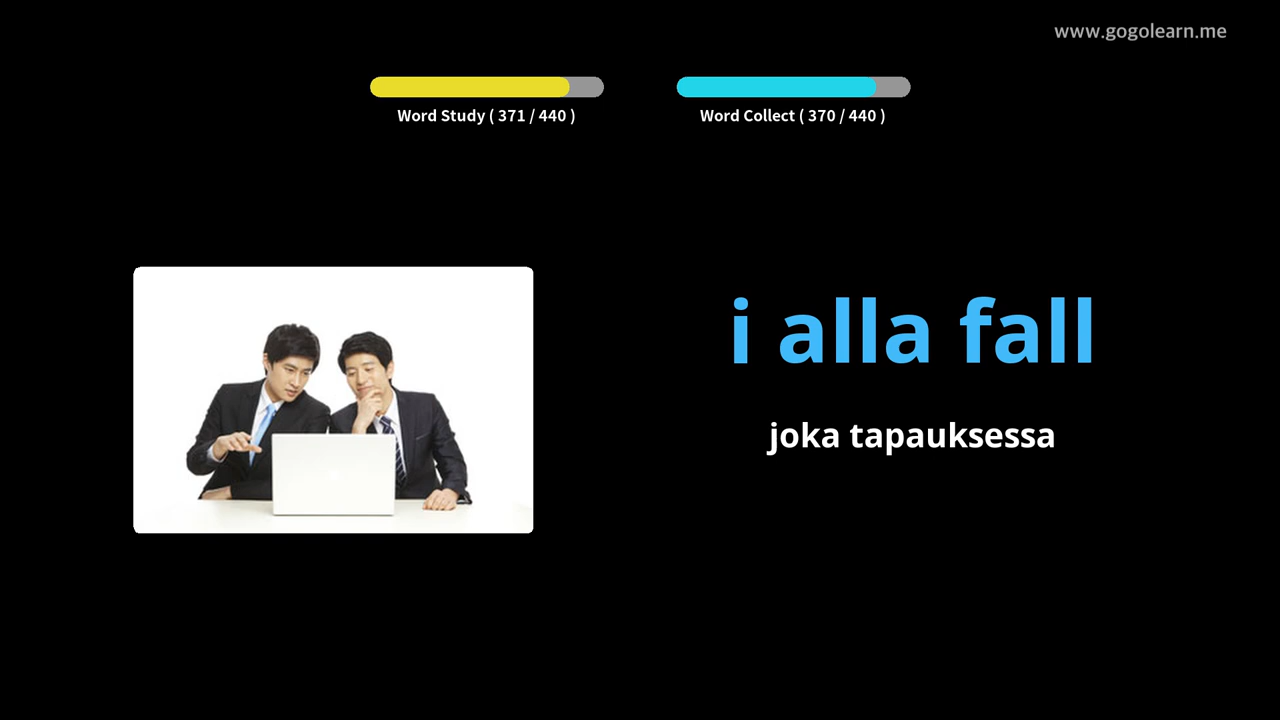 www.gogolearn.me
Word Study ( 371 / 440 )
Word Collect ( 370 / 440 )
i alla fall
joka tapauksessa